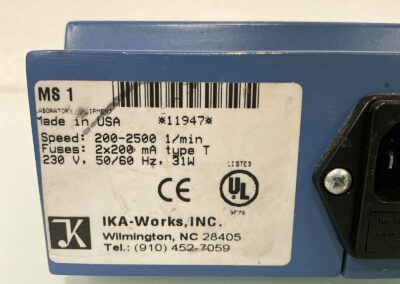 MS 1
LABORATORY EQUIPMENT
Made in USA *11947*
Speed: 200-2500 1/min
Fuses: 2x200 mA type T
230 V, 50/60 Hz, 31W
LISTED
CE
UL
9F76
IKA-Works,INC.
Wilmington, NC 28405
Tel.: (910) 452-7059